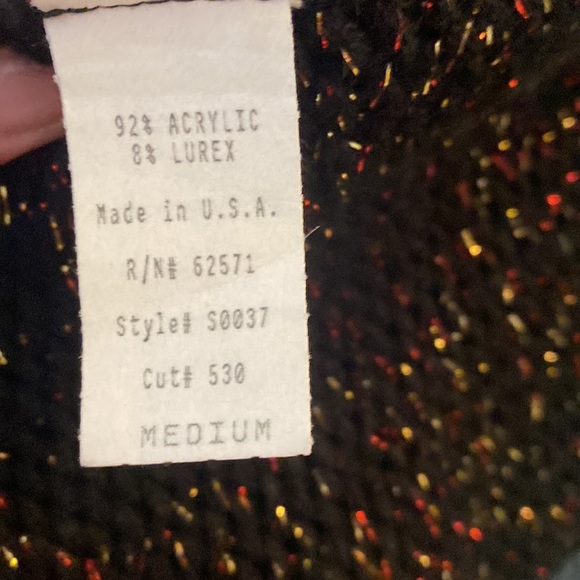 92% ACRYLIC
8% LUREX
Made in U.S.A.
R/N# 62571
Style# S0037
Cut# 530
MEDIUM